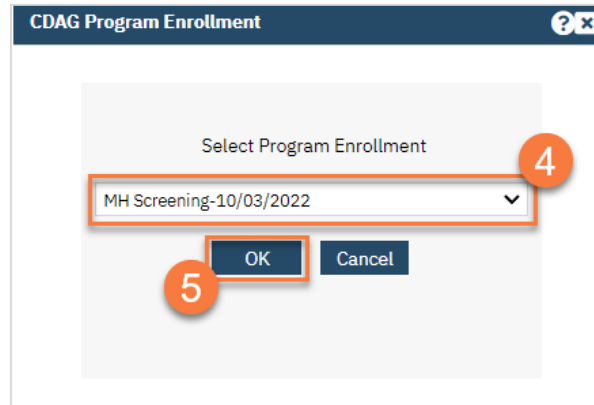 CDAG Program Enrollment ? x
Select Program Enrollment
4
MH Screening-10/03/2022
OK Cancel
5